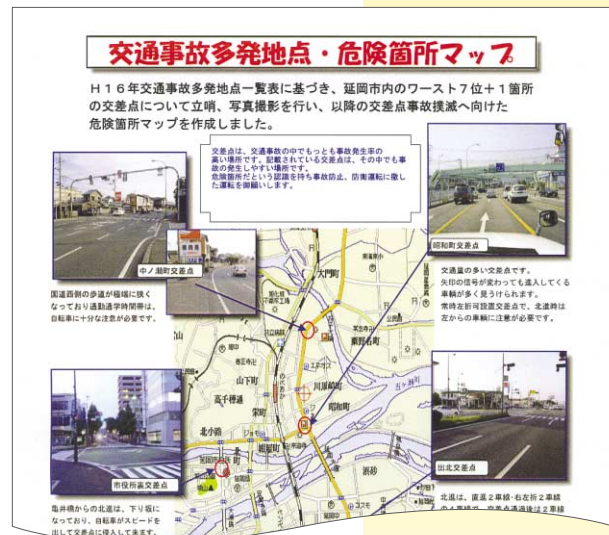 交通事故多発地点・危険箇所マップ
H16年交通事故多発地点一覧表に基づき、延岡市内のワースト7位+1箇所
の交差点について立哨、写真撮影を行い、以降の交差点事故撲滅へ向けた
危険箇所マップを作成しました。
交差点は、交通事故の中でもっとも事故発生率の
高い場所です。記載されている交差点は、その中でも事
故の発生しやすい場所です。
危険箇所だという認識を持ち事故防止、防衛運転に徹し
た運転を御願いします。
中ノ瀬町交差点
国道西側の歩道が極端に狭く
なっており通勤通学時間帯は、
自転車に十分な注意が必要です。
昭和町交差点
交通量の多い交差点です。
矢印の信号が変わっても進入してくる
車輌が多く見うけられます。
常時左折可設置交差点で、北進時は
左からの車輌に注意が必要です。
大門町
山下町
高千穂通
川原崎町
栄町
昭和町
北小路
紺屋町
浜砂
コスモ
市役所裏交差点
亀井橋からの北進は、下り坂に
なっており、自転車がスピードを
出して交差点に侵入して来ます。
出北交差点
北進は、直進2車線・右左折2車線